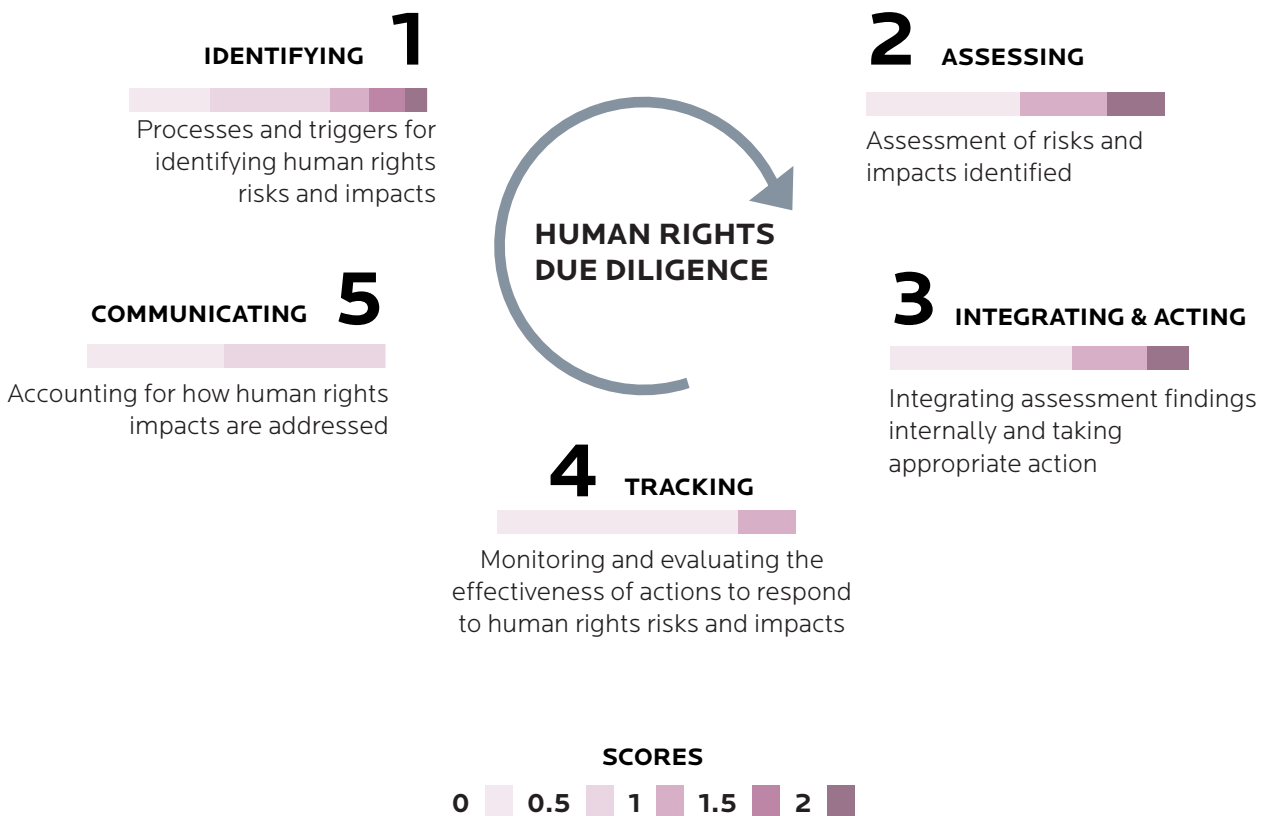 1
IDENTIFYING
Processes and triggers for
identifying human rights
risks and impacts
2 ASSESSING
Assessment of risks and
impacts identified
HUMAN RIGHTS
DUE DILIGENCE
3 INTEGRATING & ACTING
Integrating assessment findings
internally and taking
appropriate action
4 TRACKING
Monitoring and evaluating the
effectiveness of actions to respond
to human rights risks and impacts
COMMUNICATING 5
Accounting for how human rights
impacts are addressed
SCORES
0 0.5 1 1.5 2